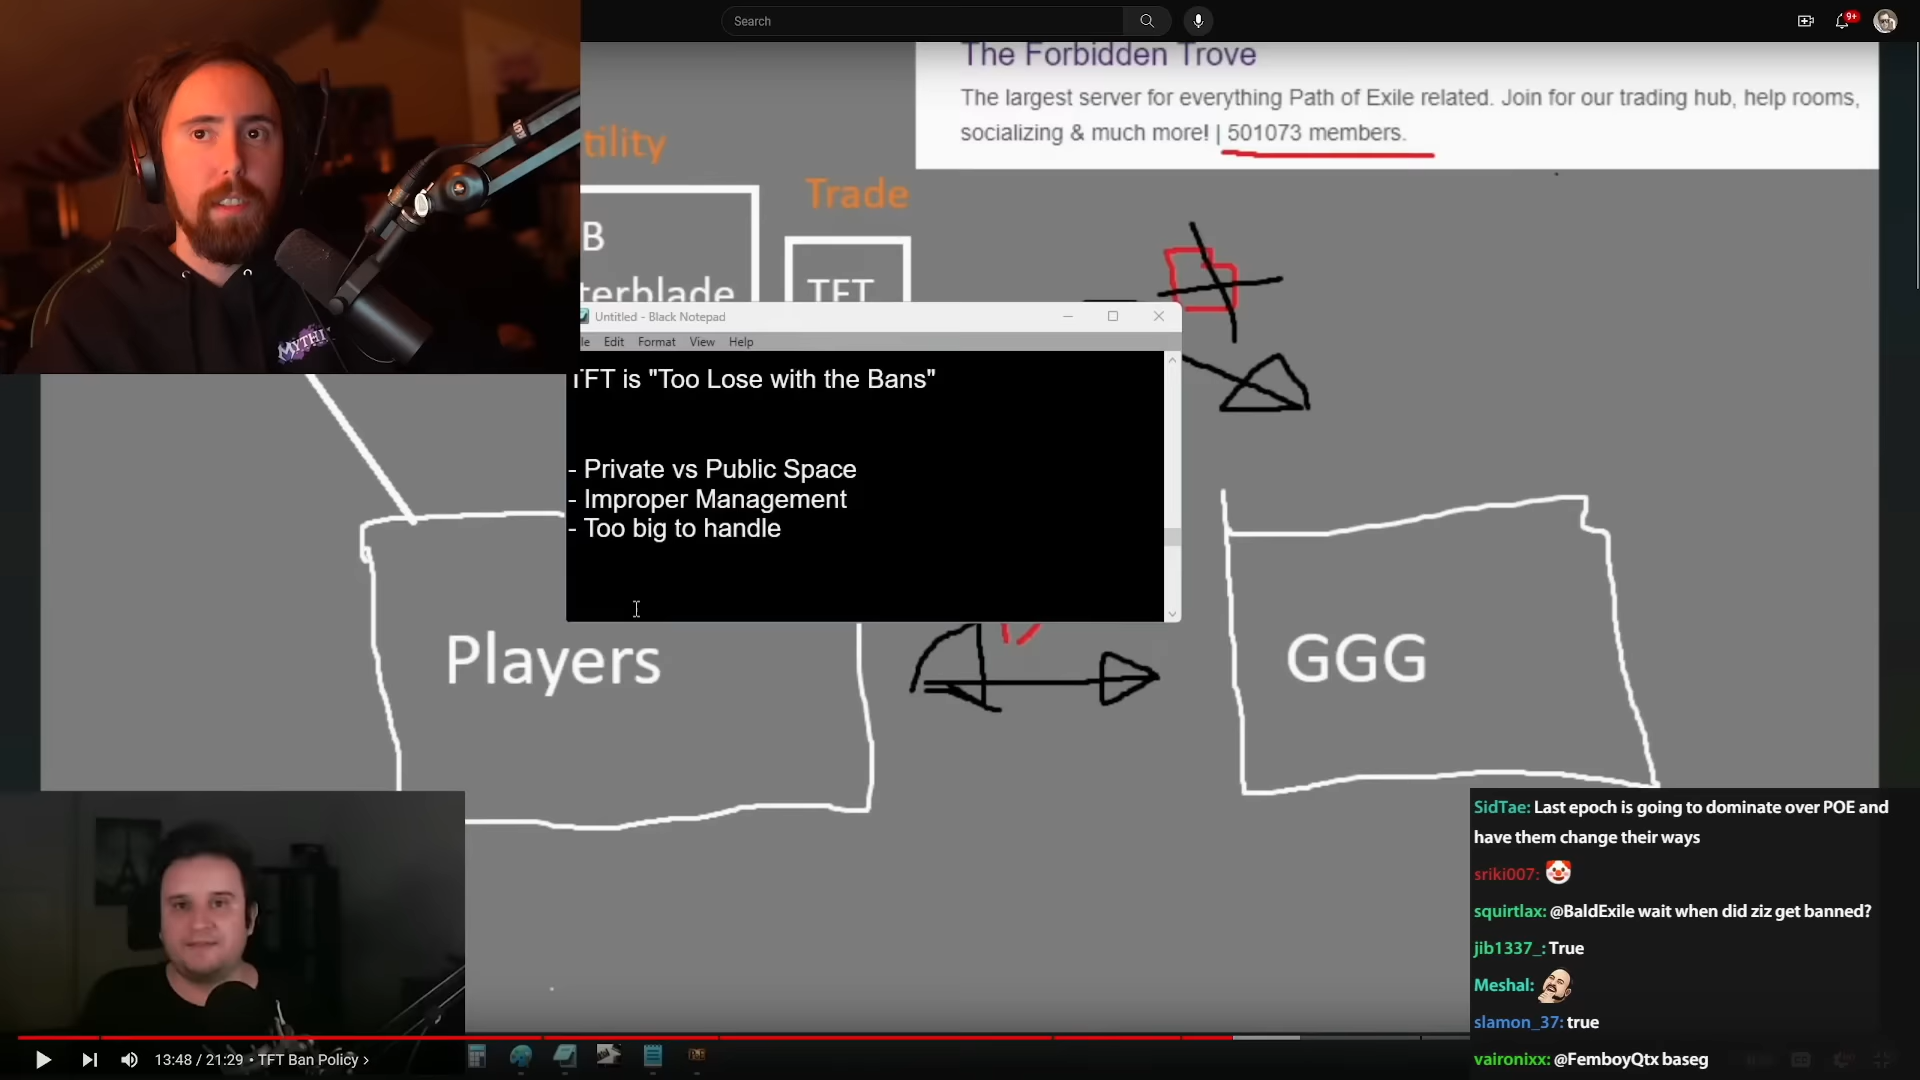 Search
9+
The Forbidden Trove
The largest server for everything Path of Exile related. Join for our trading hub, help rooms,
socializing & much more! | 501073 members.
tility
Trade
B
terblade
TFT
MYTHI
Untitled - Black Notepad
le Edit Format View Help
TFT is "Too Lose with the Bans"
- Private vs Public Space
- Improper Management
- Too big to handle
Players
GGG
SidTae: Last epoch is going to dominate over POE and
have them change their ways
sriki007:
squirtlax: @BaldExile wait when did ziz get banned?
jib1337_: True
Meshal:
slamon_37: true
vaironixx: @FemboyQtx baseg
13:48 / 21:29 • TFT Ban Policy ›